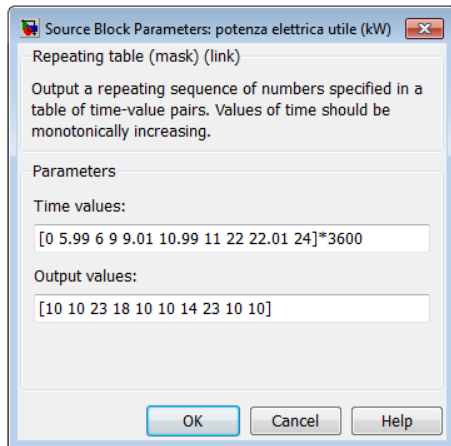 Source Block Parameters: potenza elettrica utile (kW)
Repeating table (mask) (link)
Output a repeating sequence of numbers specified in a
table of time-value pairs. Values of time should be
monotonically increasing.
Parameters
Time values:
[0 5.99 6 9 9.01 10.99 11 22 22.01 24]*3600
Output values:
[10 10 23 18 10 10 14 23 10 10]
OK Cancel Help